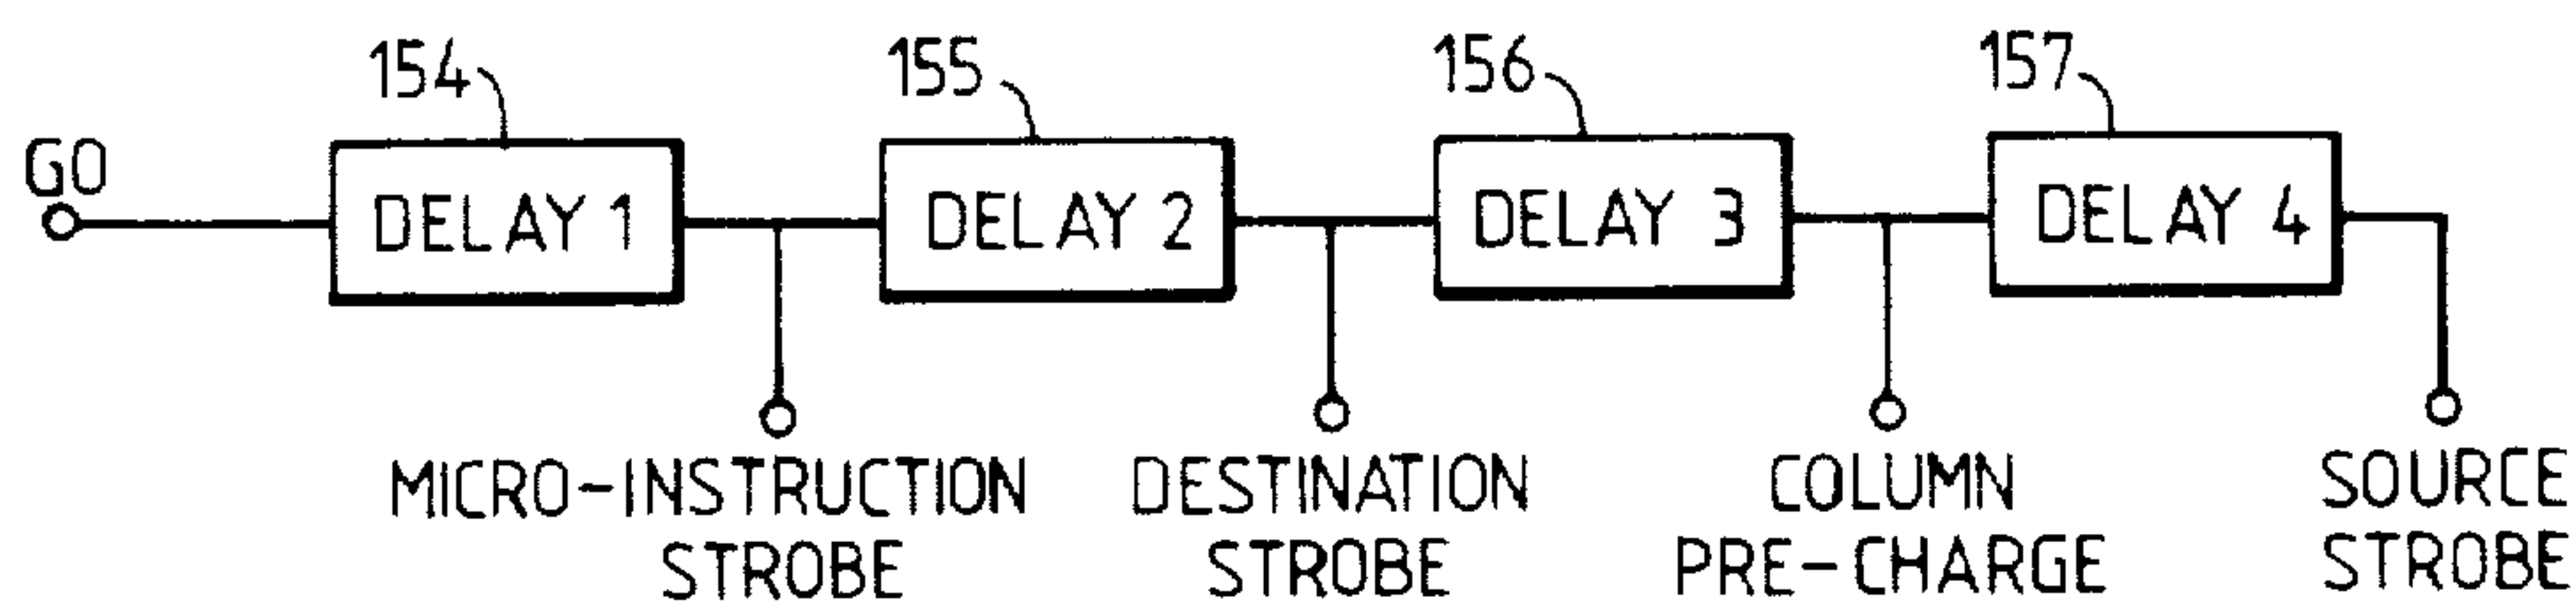 154
155
156
157
GO
DELAY 1
DELAY 2
DELAY 3
DELAY 4
MICRO-INSTRUCTION
STROBE
DESTINATION
STROBE
COLUMN
PRE-CHARGE
SOURCE
STROBE